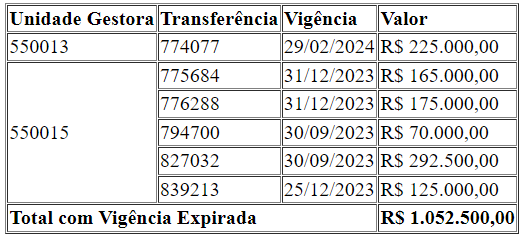 Unidade Gestora Transferência Vigência Valor
550013 774077 29/02/2024 R$ 225.000,00
775684 31/12/2023 R$ 165.000,00
776288 31/12/2023 R$ 175.000,00
550015 794700 30/09/2023 R$ 70.000,00
827032 30/09/2023 R$ 292.500,00
839213 25/12/2023 R$ 125.000,00
Total com Vigência Expirada R$ 1.052.500,00